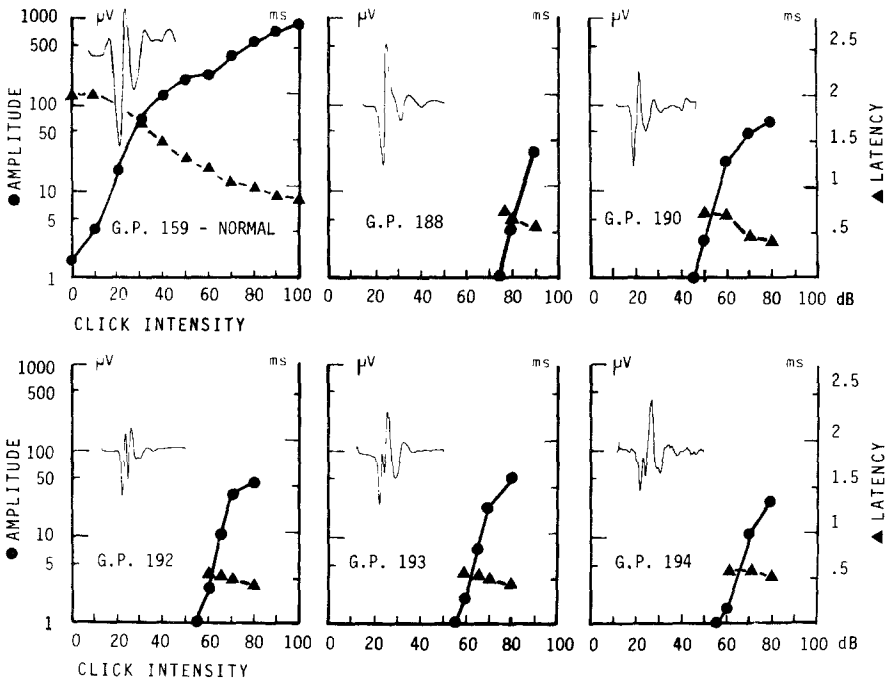 1000 μV ms μV ms μV ms 2.5
500
100 2
50 1.5
10 1
5 .5
1
● AMPLITUDE
▲ LATENCY
G.P. 159 - NORMAL
G.P. 188
G.P. 190
0 20 40 60 80 100 0 20 40 60 80 100 0 20 40 60 80 100 dB
CLICK INTENSITY
1000 μV ms μV ms μV ms 2.5
500
100 2
50 1.5
10 1
5 .5
1
● AMPLITUDE
▲ LATENCY
G.P. 192
G.P. 193
G.P. 194
0 20 40 60 80 100 0 20 40 60 80 100 0 20 40 60 80 100 dB
CLICK INTENSITY